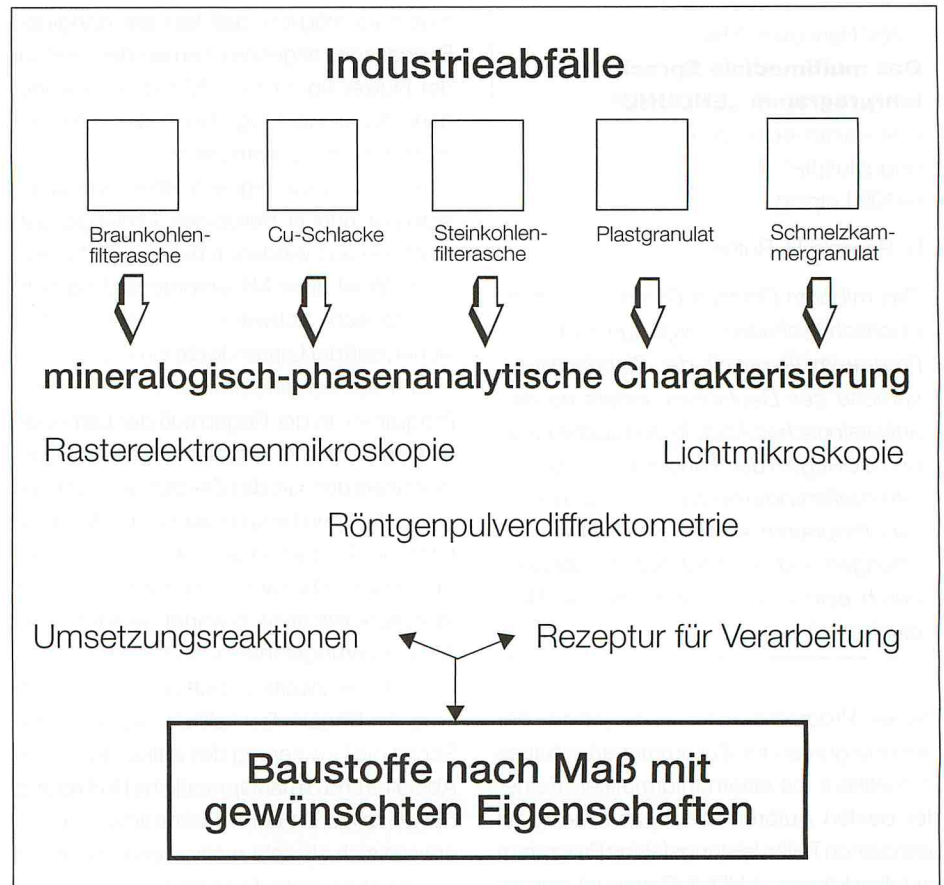 Industrieabfälle
Braunkohlen- Cu-Schlacke Steinkohlen- Plastgranulat Schmelzkam-
filterasche filterasche mergranulat
mineralogisch-phasenanalytische Charakterisierung
Rasterelektronenmikroskopie Lichtmikroskopie
Röntgenpulverdiffraktometrie
Umsetzungsreaktionen Rezeptur für Verarbeitung
Baustoffe nach Maß mit
gewünschten Eigenschaften